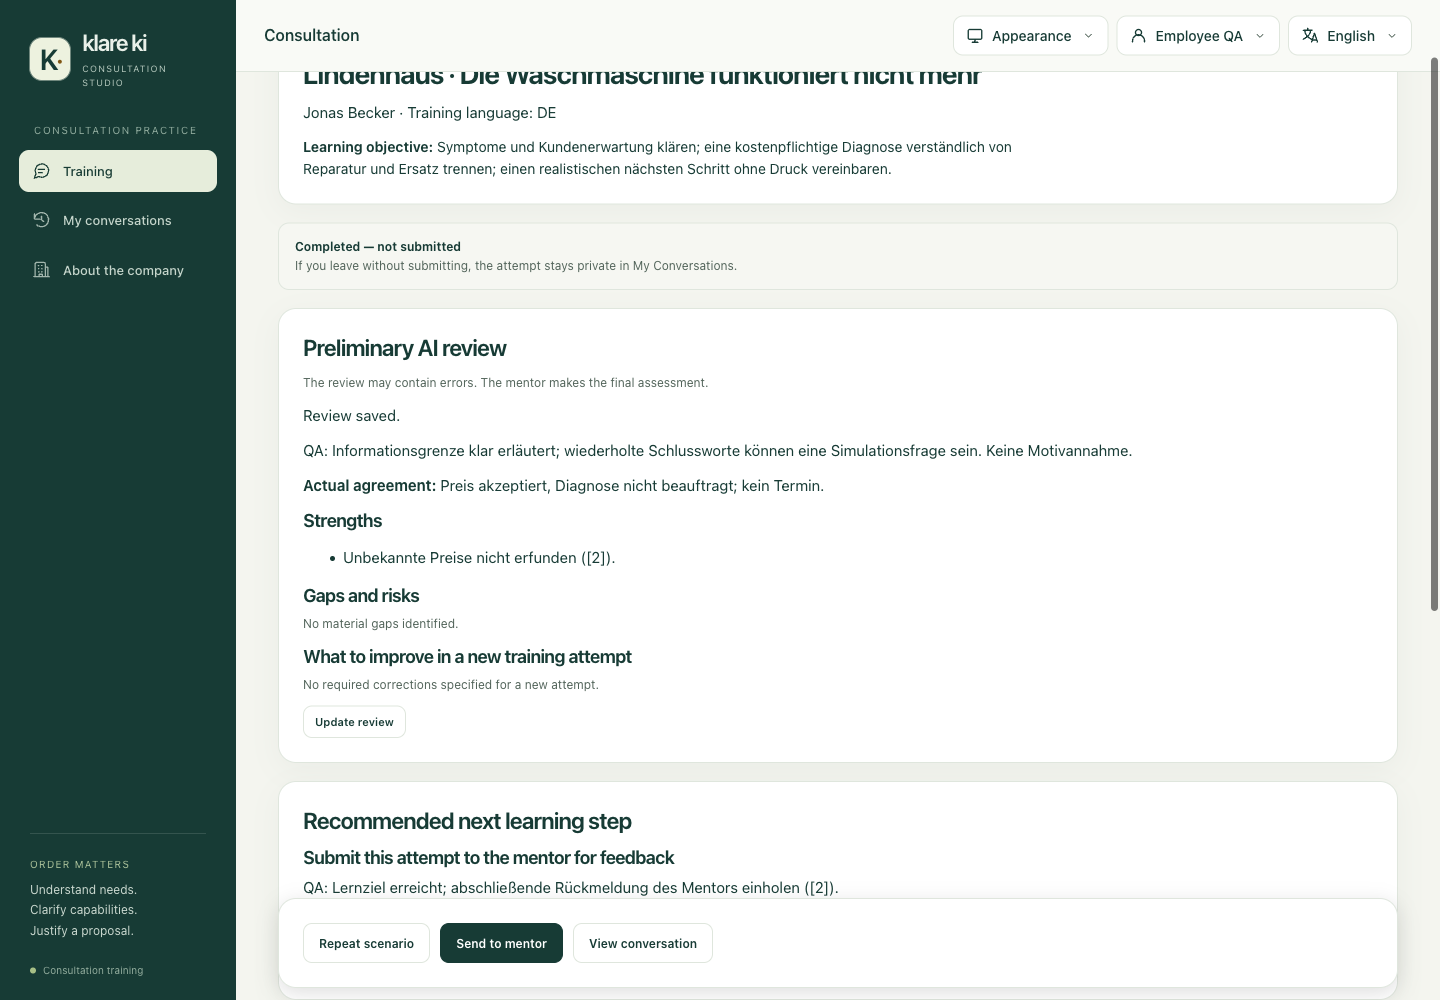 K.
klare ki
CONSULTATION
STUDIO
CONSULTATION PRACTICE
Training
My conversations
About the company
ORDER MATTERS
Understand needs.
Clarify capabilities.
Justify a proposal.
Consultation training
Consultation
Appearance
Employee QA
English
Lindenhaus · Die Waschmaschine funktioniert nicht mehr
Jonas Becker · Training language: DE
Learning objective: Symptome und Kundenerwartung klären; eine kostenpflichtige Diagnose verständlich von
Reparatur und Ersatz trennen; einen realistischen nächsten Schritt ohne Druck vereinbaren.
Completed — not submitted
If you leave without submitting, the attempt stays private in My Conversations.
Preliminary AI review
The review may contain errors. The mentor makes the final assessment.
Review saved.
QA: Informationsgrenze klar erläutert; wiederholte Schlussworte können eine Simulationsfrage sein. Keine Motivannahme.
Actual agreement: Preis akzeptiert, Diagnose nicht beauftragt; kein Termin.
Strengths
• Unbekannte Preise nicht erfunden ([2]).
Gaps and risks
No material gaps identified.
What to improve in a new training attempt
No required corrections specified for a new attempt.
Update review
Recommended next learning step
Submit this attempt to the mentor for feedback
QA: Lernziel erreicht; abschließende Rückmeldung des Mentors einholen ([2]).
Repeat scenario
Send to mentor
View conversation